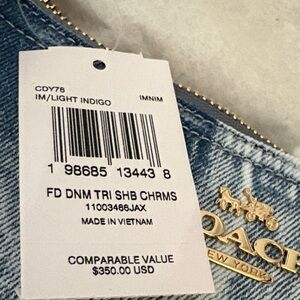 CDY76
IM/LIGHT INDIGO IMNIM
1 98685 13443 8
FD DNM TRI SHB CHRMS
11003468JAX
MADE IN VIETNAM
COMPARABLE VALUE
$350.00 USD
COACH
NEW YORK